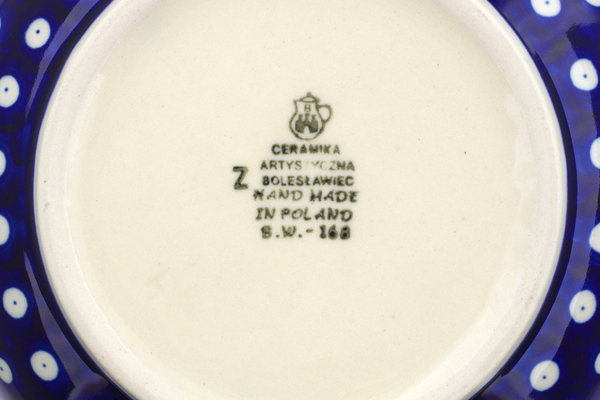 B
CERAMIKA
ARTYSTYCZNA
Z BOLESŁAWIEC
HAND MADE
IN POLAND
B.W.-168